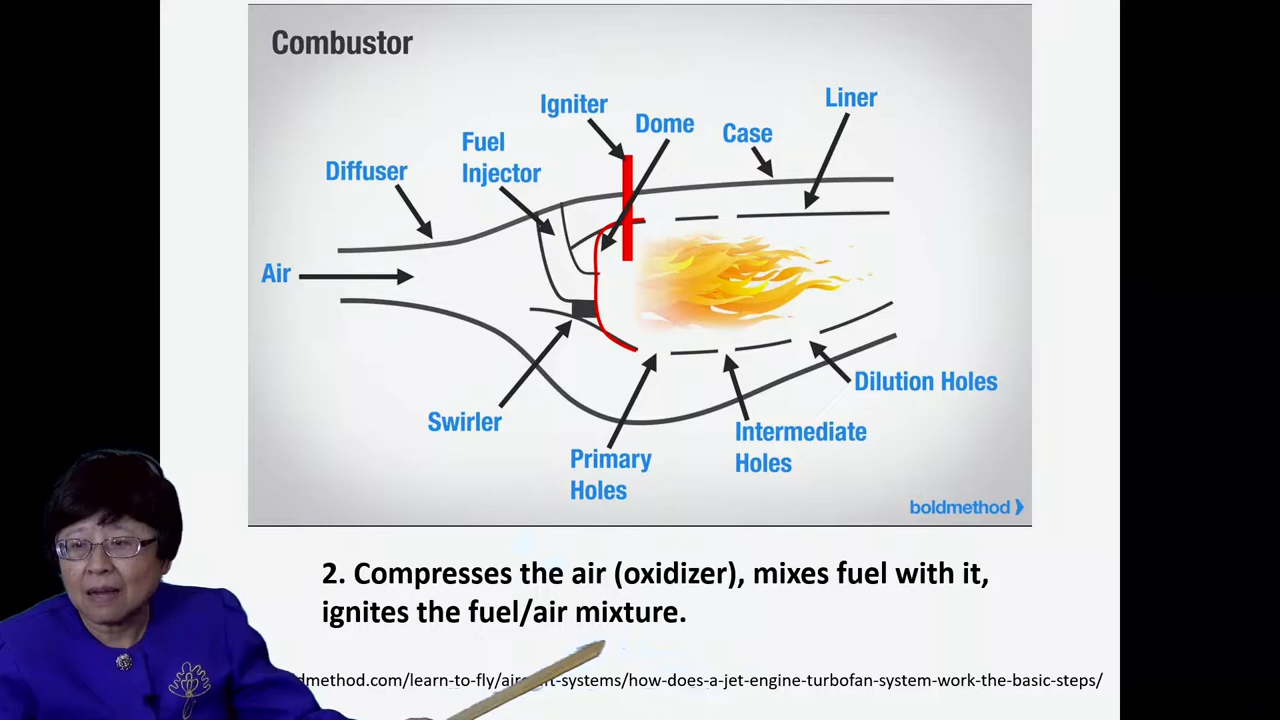 Combustor
Igniter
Dome
Liner
Case
Fuel
Injector
Diffuser
Air
Swirler
Primary
Holes
Intermediate
Holes
Dilution Holes
boldmethod
2. Compresses the air (oxidizer), mixes fuel with it,
ignites the fuel/air mixture.
dmethod.com/learn-to-fly/aircraft-systems/how-does-a-jet-engine-turbofan-system-work-the-basic-steps/